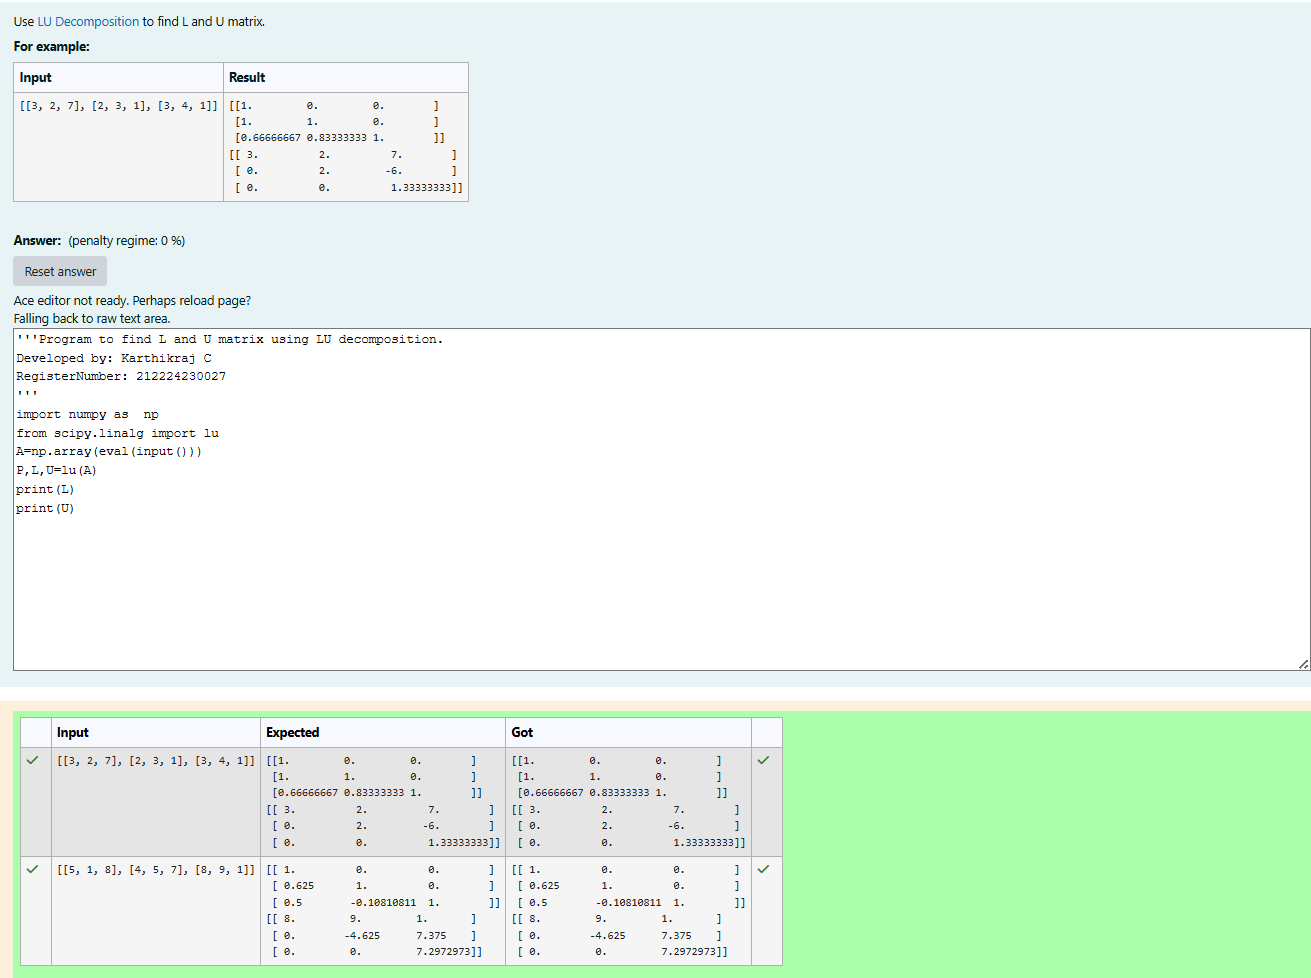 Use LU Decomposition to find L and U matrix.
For example:
Input Result
[[3, 2, 7], [2, 3, 1], [3, 4, 1]] [[1. 0. 0. ]
[1. 1. 0. ]
[0.66666667 0.83333333 1. ]]
[[ 3. 2. 7. ]
[ 0. 2. -6. ]
[ 0. 0. 1.33333333]]
Answer: (penalty regime: 0 %)
Reset answer
Ace editor not ready. Perhaps reload page?
Falling back to raw text area.
'''Program to find L and U matrix using LU decomposition.
Developed by: Karthikraj C
RegisterNumber: 212224230027
'''
import numpy as  np
from scipy.linalg import lu
A=np.array(eval(input()))
P,L,U=lu(A)
print(L)
print(U)
Input Expected Got
✓ [[3, 2, 7], [2, 3, 1], [3, 4, 1]] [[1. 0. 0. ] [[1. 0. 0. ] ✓
[1. 1. 0. ] [1. 1. 0. ]
[0.66666667 0.83333333 1. ]] [0.66666667 0.83333333 1. ]]
[[ 3. 2. 7. ] [[ 3. 2. 7. ]
[ 0. 2. -6. ] [ 0. 2. -6. ]
[ 0. 0. 1.33333333]] [ 0. 0. 1.33333333]]
✓ [[5, 1, 8], [4, 5, 7], [8, 9, 1]] [[ 1. 0. 0. ] [[ 1. 0. 0. ] ✓
[ 0.625 1. 0. ] [ 0.625 1. 0. ]
[ 0.5 -0.10810811 1. ]] [ 0.5 -0.10810811 1. ]]
[[ 8. 9. 1. ] [[ 8. 9. 1. ]
[ 0. -4.625 7.375 ] [ 0. -4.625 7.375 ]
[ 0. 0. 7.2972973]] [ 0. 0. 7.2972973]]